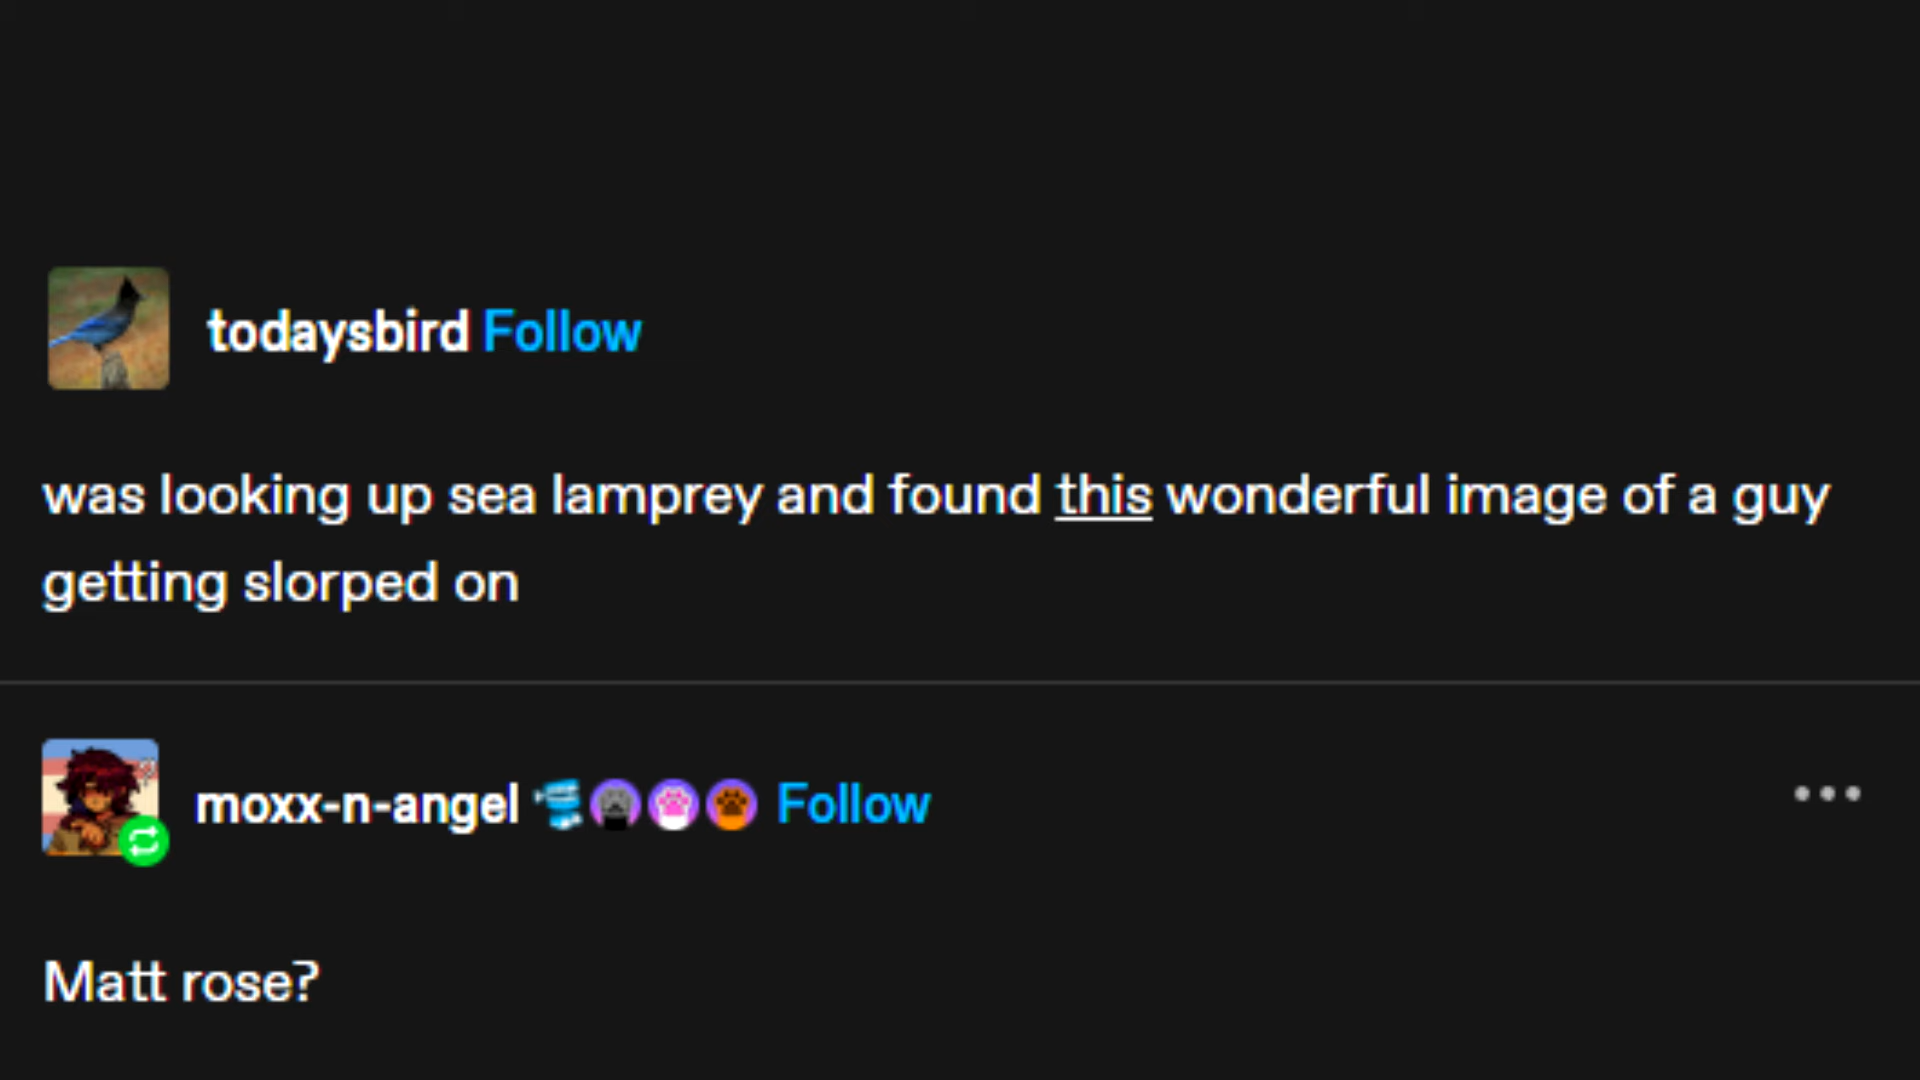 todaysbird Follow
was looking up sea lamprey and found this wonderful image of a guy
getting slorped on
moxx-n-angel Follow
Matt rose?